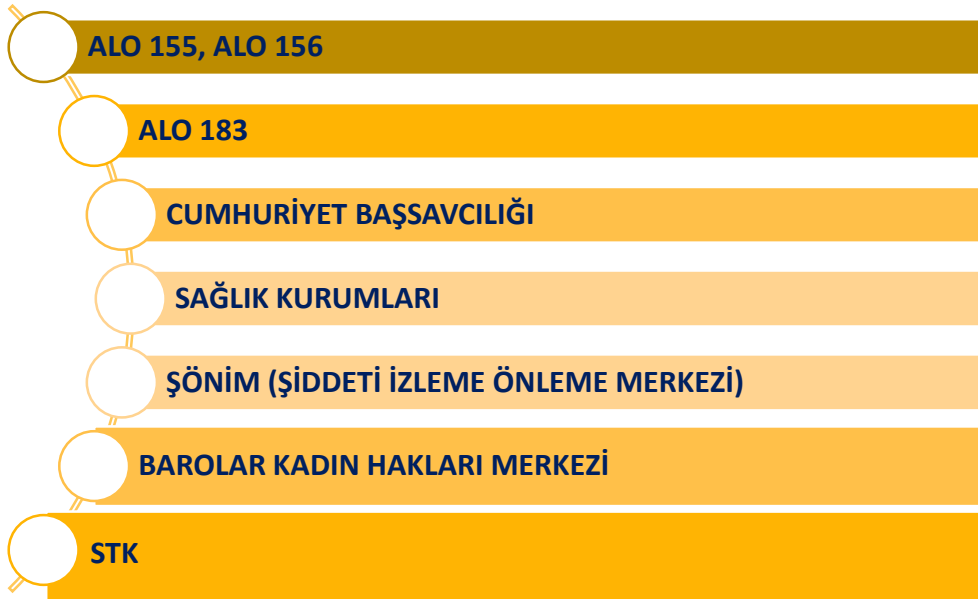 ALO 155, ALO 156
ALO 183
CUMHURİYET BAŞSAVCILIĞI
SAĞLIK KURUMLARI
ŞÖNİM (ŞİDDETİ İZLEME ÖNLEME MERKEZİ)
BAROLAR KADIN HAKLARI MERKEZİ
STK